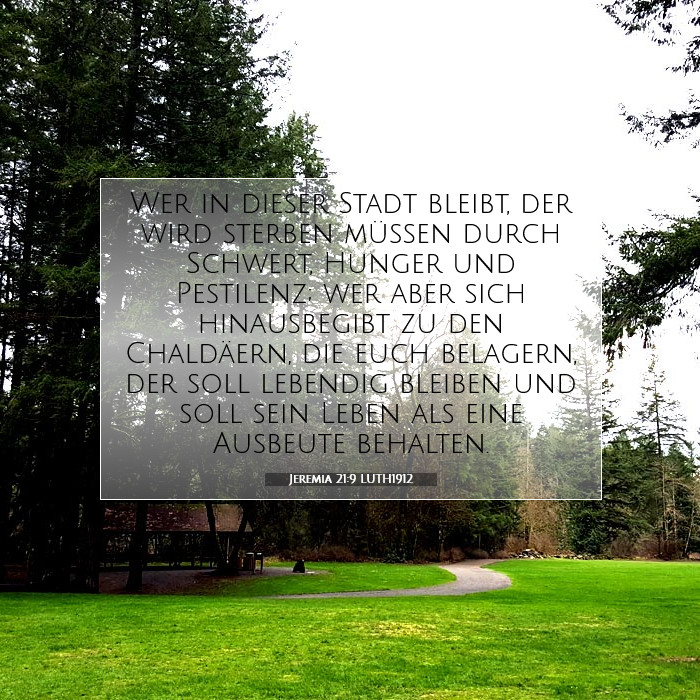 Wer in dieser Stadt bleibt, der
wird sterben müssen durch
Schwert, Hunger und
Pestilenz; wer aber sich
hinausbegibt zu den
Chaldäern, die euch belagern,
der soll lebendig bleiben und
soll sein Leben als eine
Ausbeute behalten.
Jeremia 21:9 LUTH1912